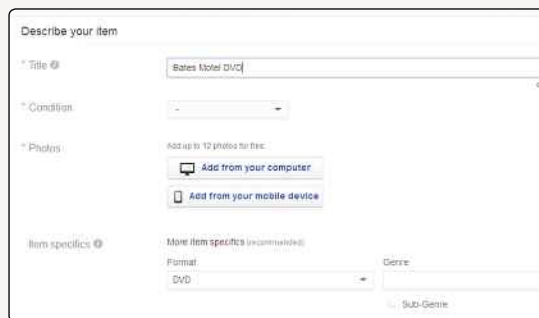 Describe your item
* Title
Bates Motel DVD
* Condition
-
* Photos
Add up to 12 photos for free.
Add from your computer
Add from your mobile device
Item specifics
More item specifics (recommended)
Format
Genre
DVD
Sub-Genre